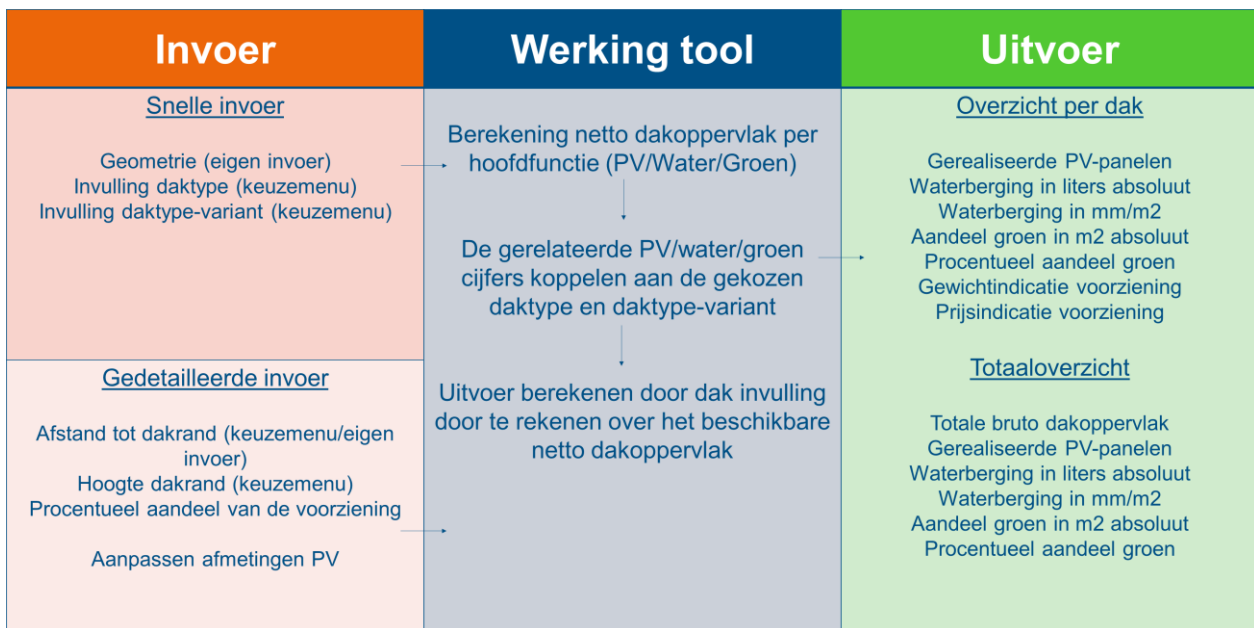 Invoer
Snelle invoer
Geometrie (eigen invoer)
Invulling daktype (keuzemenu)
Invulling daktype-variant (keuzemenu)
Gedetailleerde invoer
Afstand tot dakrand (keuzemenu/eigen
invoer)
Hoogte dakrand (keuzemenu)
Procentueel aandeel van de voorziening
Aanpassen afmetingen PV
Werking tool
Berekening netto dakoppervlak per
hoofdfunctie (PV/Water/Groen)
De gerelateerde PV/water/groen
cijfers koppelen aan de gekozen
daktype en daktype-variant
Uitvoer berekenen door dak invulling
door te rekenen over het beschikbare
netto dakoppervlak
Uitvoer
Overzicht per dak
Gerealiseerde PV-panelen
Waterberging in liters absoluut
Waterberging in mm/m2
Aandeel groen in m2 absoluut
Procentueel aandeel groen
Gewichtindicatie voorziening
Prijsindicatie voorziening
Totaaloverzicht
Totale bruto dakoppervlak
Gerealiseerde PV-panelen
Waterberging in liters absoluut
Waterberging in mm/m2
Aandeel groen in m2 absoluut
Procentueel aandeel groen